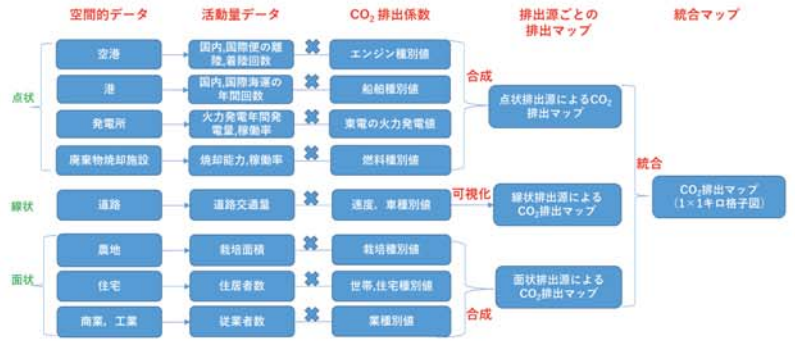 空間的データ
活動量データ
CO₂ 排出係数
排出源ごとの
排出マップ
点状
空港
国内,国際便の離
陸,着陸回数
エンジン種別値
港
国内,国際海運の
年間回数
船舶種別値
発電所
火力発電年間発
電量,稼働率
東電の火力発電値
廃棄物焼却施設
焼却能力,稼働率
燃料種別値
合成
点状排出源によるCO₂
排出マップ
線状
道路
道路交通量
速度、車種別値
可視化
線状排出源による
CO₂排出マップ
面状
農地
栽培面積
栽培種別値
住宅
住居者数
世帯,住宅種別値
商業，工業
従業者数
業種別値
合成
面状排出源による
CO₂排出マップ
統合
CO₂排出マップ
(1×1キロ格子図)